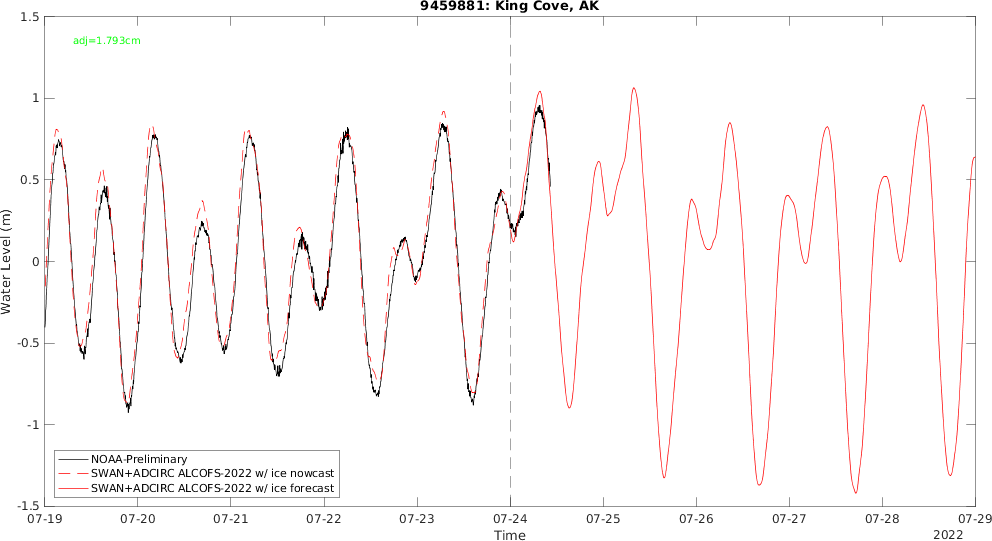 9459881: King Cove, AK
adj=1.793cm
1.5
1
0.5
0
-0.5
-1
-1.5
Water Level (m)
NOAA-Preliminary
SWAN+ADCIRC ALCOFS-2022 w/ ice nowcast
SWAN+ADCIRC ALCOFS-2022 w/ ice forecast
07-19 07-20 07-21 07-22 07-23 07-24 07-25 07-26 07-27 07-28 07-29
Time
2022